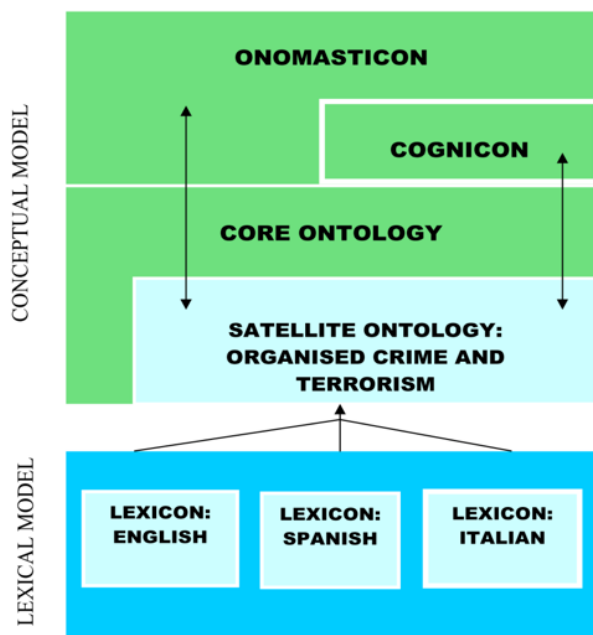 CONCEPTUAL MODEL
ONOMASTICON
COGNICON
CORE ONTOLOGY
SATELLITE ONTOLOGY:
ORGANISED CRIME AND
TERRORISM
LEXICAL MODEL
LEXICON:
ENGLISH
LEXICON:
SPANISH
LEXICON:
ITALIAN